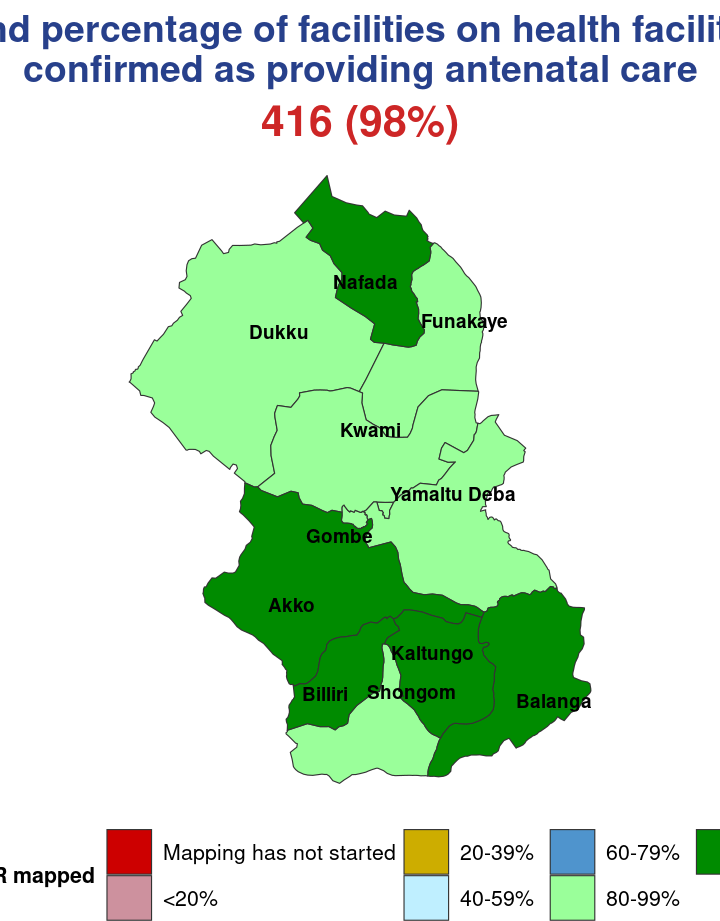 percentage of facilities on health
confirmed as providing antenatal care
416 (98%)
Nafada
Funakaye
Dukku
Kwami
Yamaltu Deba
Gombe
Akko
Kaltungo
Billiri
Shongom
Balanga
R mapped
Mapping has not started
20-39%
60-79%
<20%
40-59%
80-99%